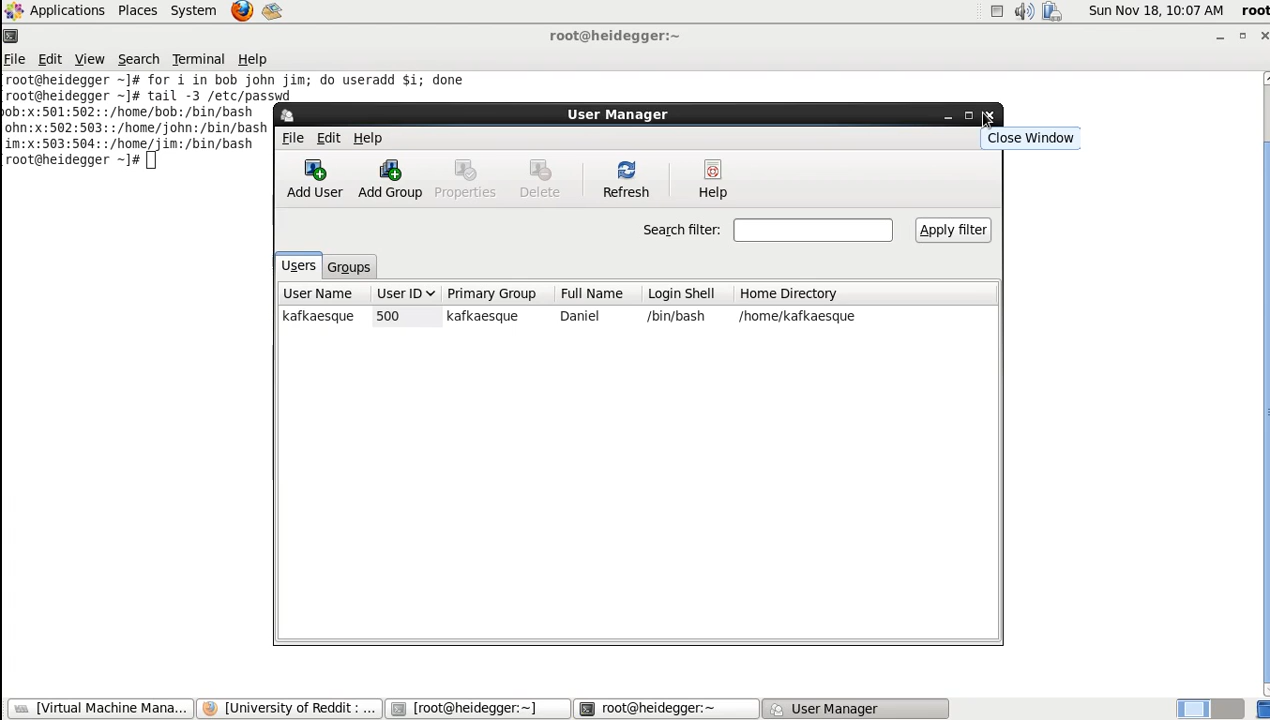 Applications Places System Sun Nov 18, 10:07 AM root
root@heidegger:~
File Edit View Search Terminal Help
[root@heidegger ~]# for i in bob john jim; do useradd $i; done
[root@heidegger ~]# tail -3 /etc/passwd
bob:x:501:502::/home/bob:/bin/bash
ohn:x:502:503::/home/john:/bin/bash
im:x:503:504::/home/jim:/bin/bash
[root@heidegger ~]#
User Manager
File Edit Help
Close Window
Add User Add Group Properties Delete Refresh Help
Search filter: Apply filter
Users Groups
User Name User ID Primary Group Full Name Login Shell Home Directory
kafkaesque 500 kafkaesque Daniel /bin/bash /home/kafkaesque
[Virtual Machine Mana... [University of Reddit : ... [root@heidegger:~] root@heidegger:~ User Manager